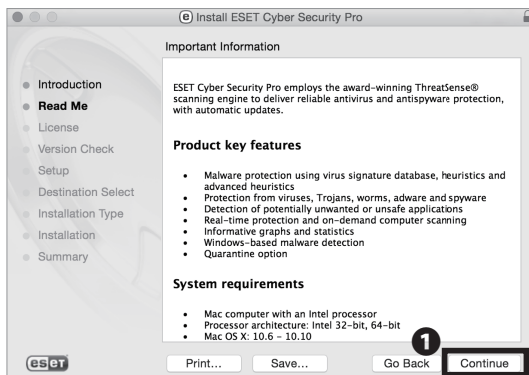 e Install ESET Cyber Security Pro
Important Information
Introduction
Read Me
License
Version Check
Setup
Destination Select
Installation Type
Installation
Summary
ESET Cyber Security Pro employs the award-winning ThreatSense®
scanning engine to deliver reliable antivirus and antispyware protection,
with automatic updates.
Product key features
• Malware protection using virus signature database, heuristics and
advanced heuristics
• Protection from viruses, Trojans, worms, adware and spyware
• Detection of potentially unwanted or unsafe applications
• Real-time protection and on-demand computer scanning
• Informative graphs and statistics
• Windows-based malware detection
• Quarantine option
System requirements
• Mac computer with an Intel processor
• Processor architecture: Intel 32-bit, 64-bit
• Mac OS X: 10.6 - 10.10
1
eset
Print...
Save...
Go Back
Continue